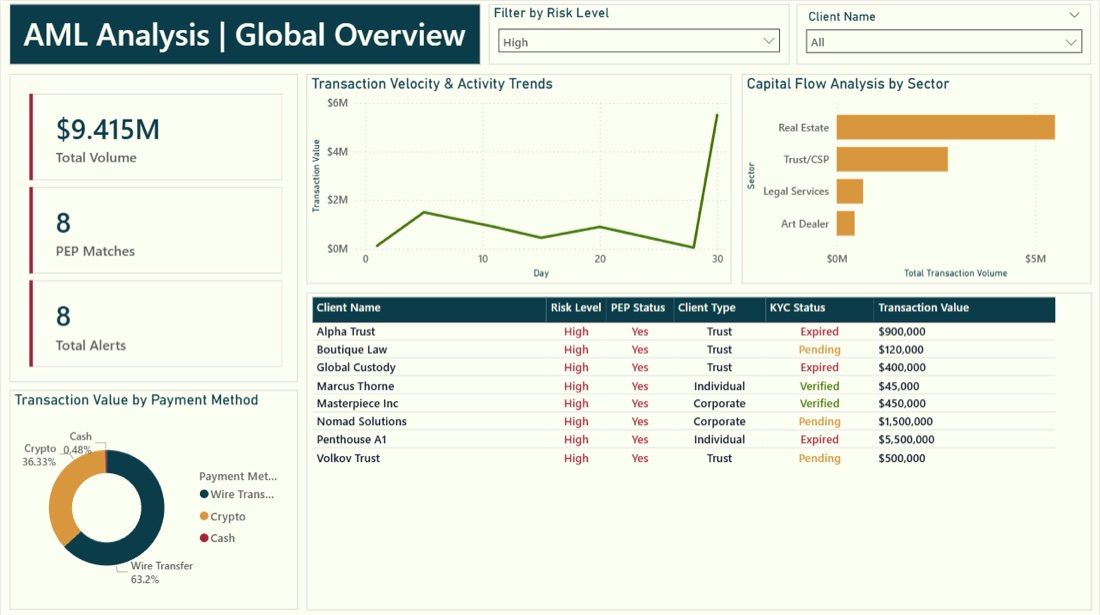 AML Analysis | Global Overview
Filter by Risk Level
High
Client Name
All
$9.415M
Total Volume
8
PEP Matches
8
Total Alerts
Transaction Velocity & Activity Trends
Transaction Value
$6M
$4M
$2M
$0M
0 10 20 30
Day
Capital Flow Analysis by Sector
Sector
Real Estate
Trust/CSP
Legal Services
Art Dealer
$0M $5M
Total Transaction Volume
Transaction Value by Payment Method
Cash
0.48%
Crypto
36.33%
Wire Transfer
63.2%
Payment Met...
Wire Trans...
Crypto
Cash
Client Name Risk Level PEP Status Client Type KYC Status Transaction Value
Alpha Trust High Yes Trust Expired $900,000
Boutique Law High Yes Trust Pending $120,000
Global Custody High Yes Trust Expired $400,000
Marcus Thorne High Yes Individual Verified $45,000
Masterpiece Inc High Yes Corporate Verified $450,000
Nomad Solutions High Yes Corporate Pending $1,500,000
Penthouse A1 High Yes Individual Expired $5,500,000
Volkov Trust High Yes Trust Pending $500,000